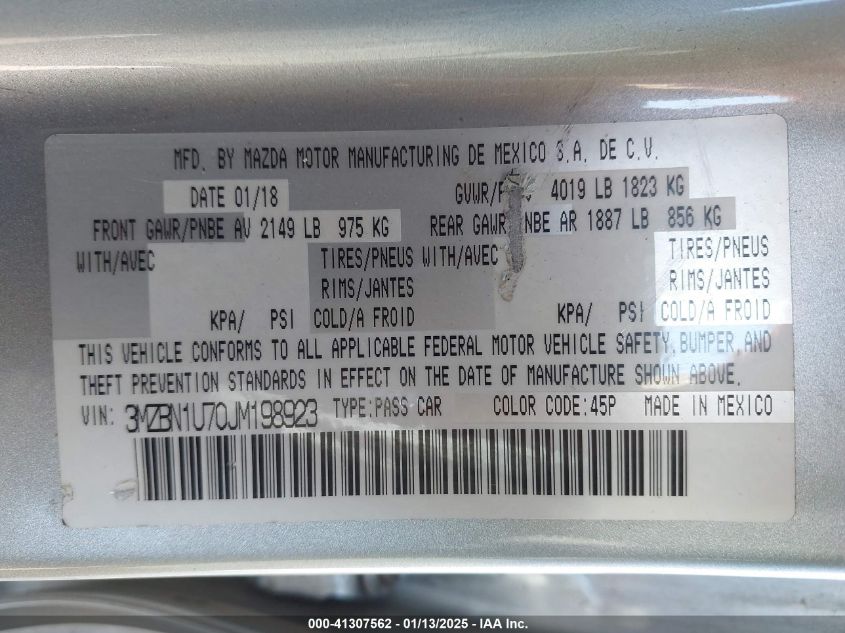 MFD. BY MAZDA MOTOR MANUFACTURING DE MEXICO S.A. DE C.V.
DATE 01/18 GVWR/P 4019 LB 1823 KG
FRONT GAWR/PNBE AV 2149 LB 975 KG REAR GAWR/PNBE AR 1887 LB 856 KG
WITH/AVEC TIRES/PNEUS WITH/AVEC TIRES/PNEUS
RIMS/JANTES RIMS/JANTES
KPA/ PSI COLD/A FROID KPA/ PSI COLD/A FROID
THIS VEHICLE CONFORMS TO ALL APPLICABLE FEDERAL MOTOR VEHICLE SAFETY, BUMPER, AND
THEFT PREVENTION STANDARDS IN EFFECT ON THE DATE OF MANUFACTURE SHOWN ABOVE.
VIN: 3MZBN1U70JM198923 TYPE:PASS CAR COLOR CODE:45P MADE IN MEXICO
000-41307562 - 01/13/2025 - IAA Inc.